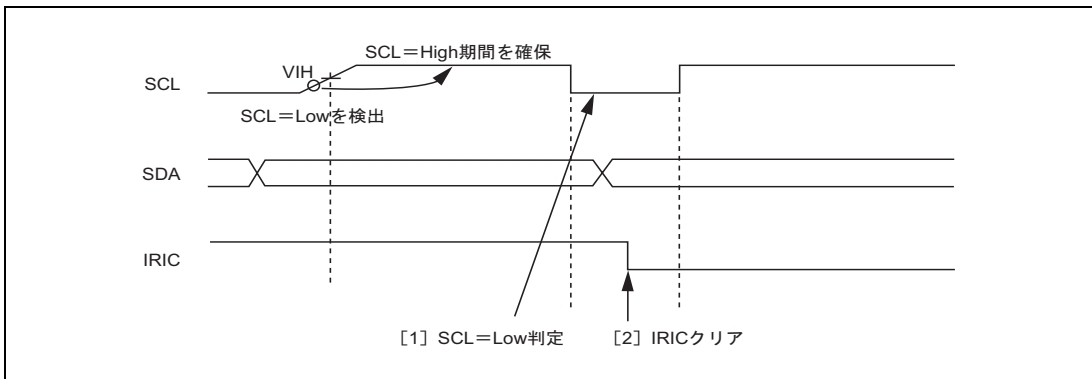 SCL＝High期間を確保
VIH
SCL
SCL＝Lowを検出
SDA
IRIC
［1］SCL＝Low判定
［2］IRICクリア